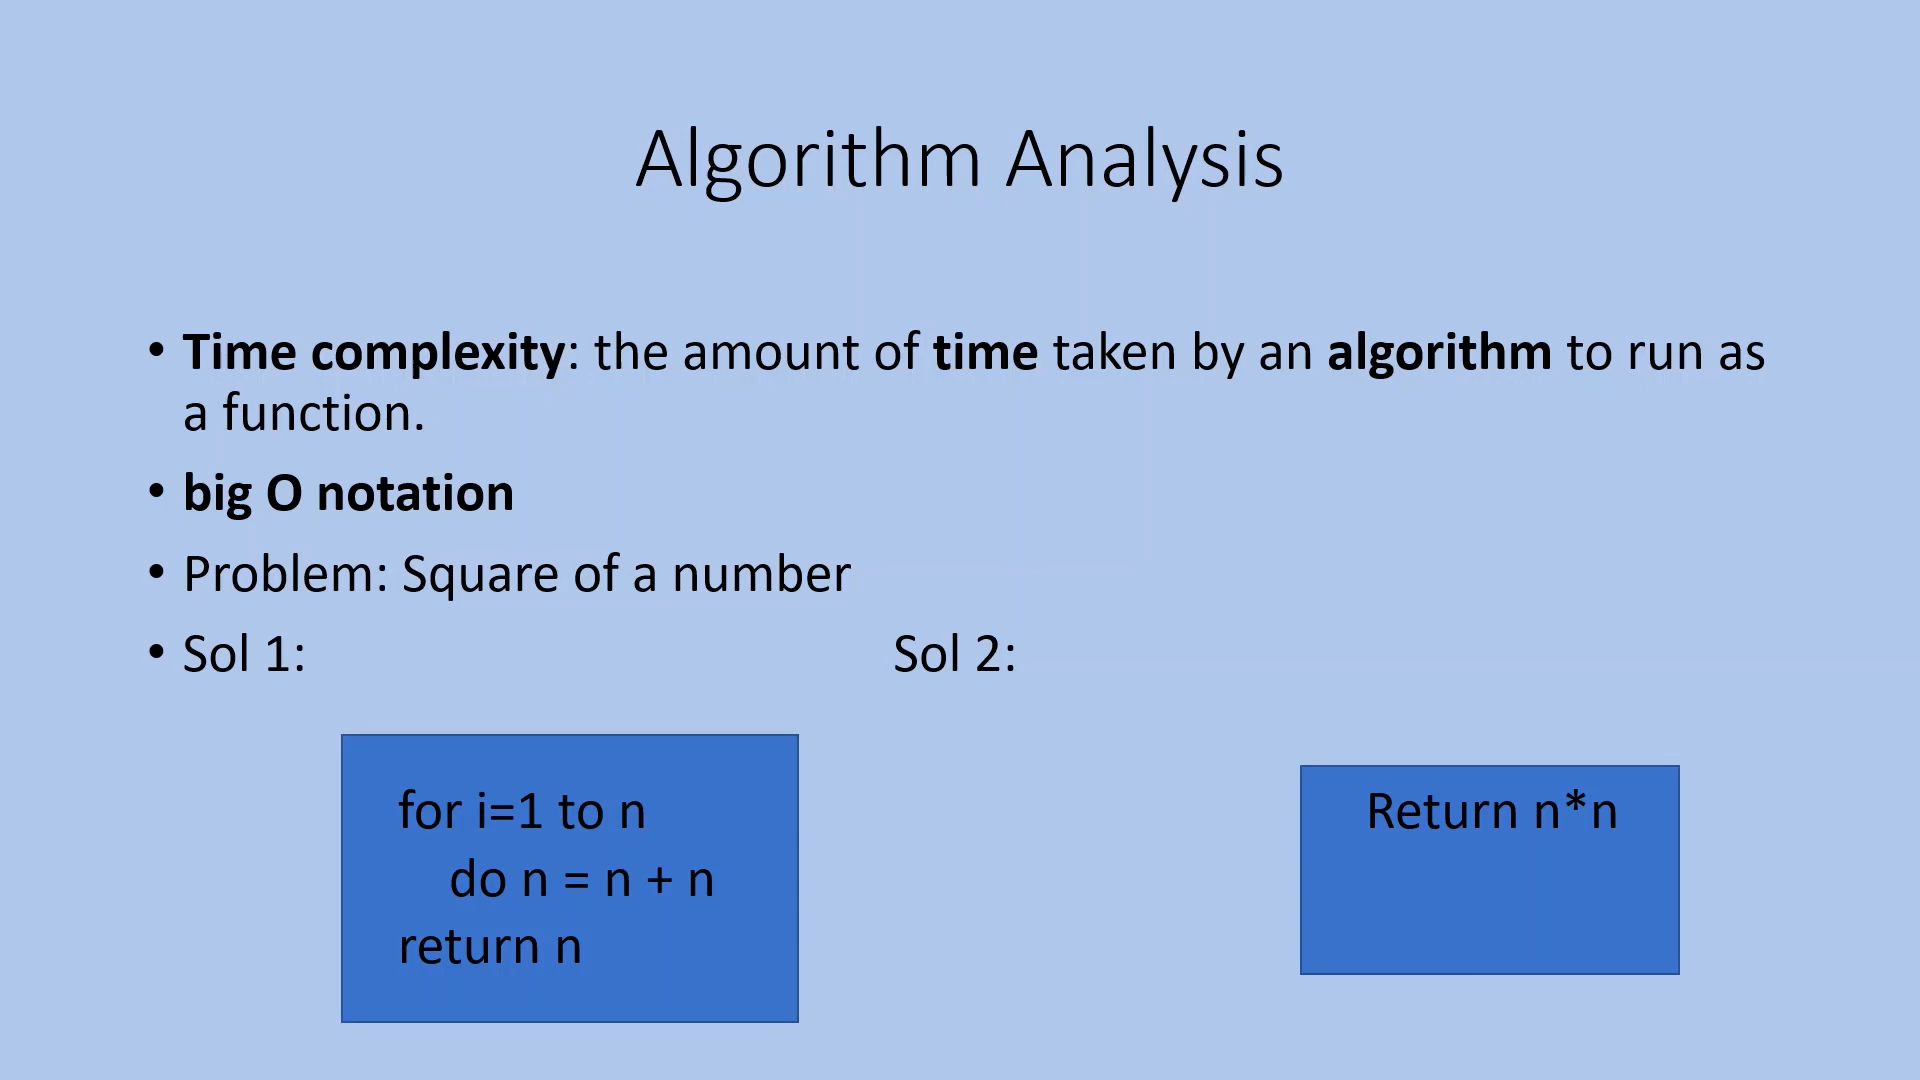 Algorithm Analysis
• Time complexity: the amount of time taken by an algorithm to run as
a function.
• big O notation
• Problem: Square of a number
• Sol 1: Sol 2:
for i=1 to n
do n = n + n
return n
Return n*n